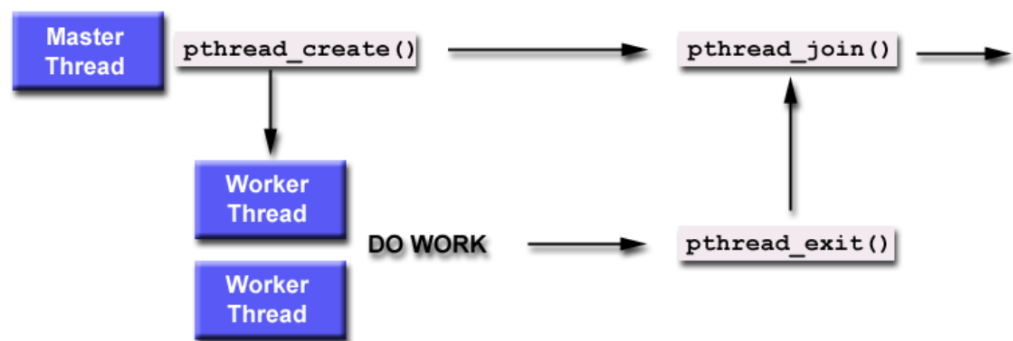 Master
Thread
pthread_create()
pthread_join()
Worker
Thread
DO WORK
pthread_exit()
Worker
Thread